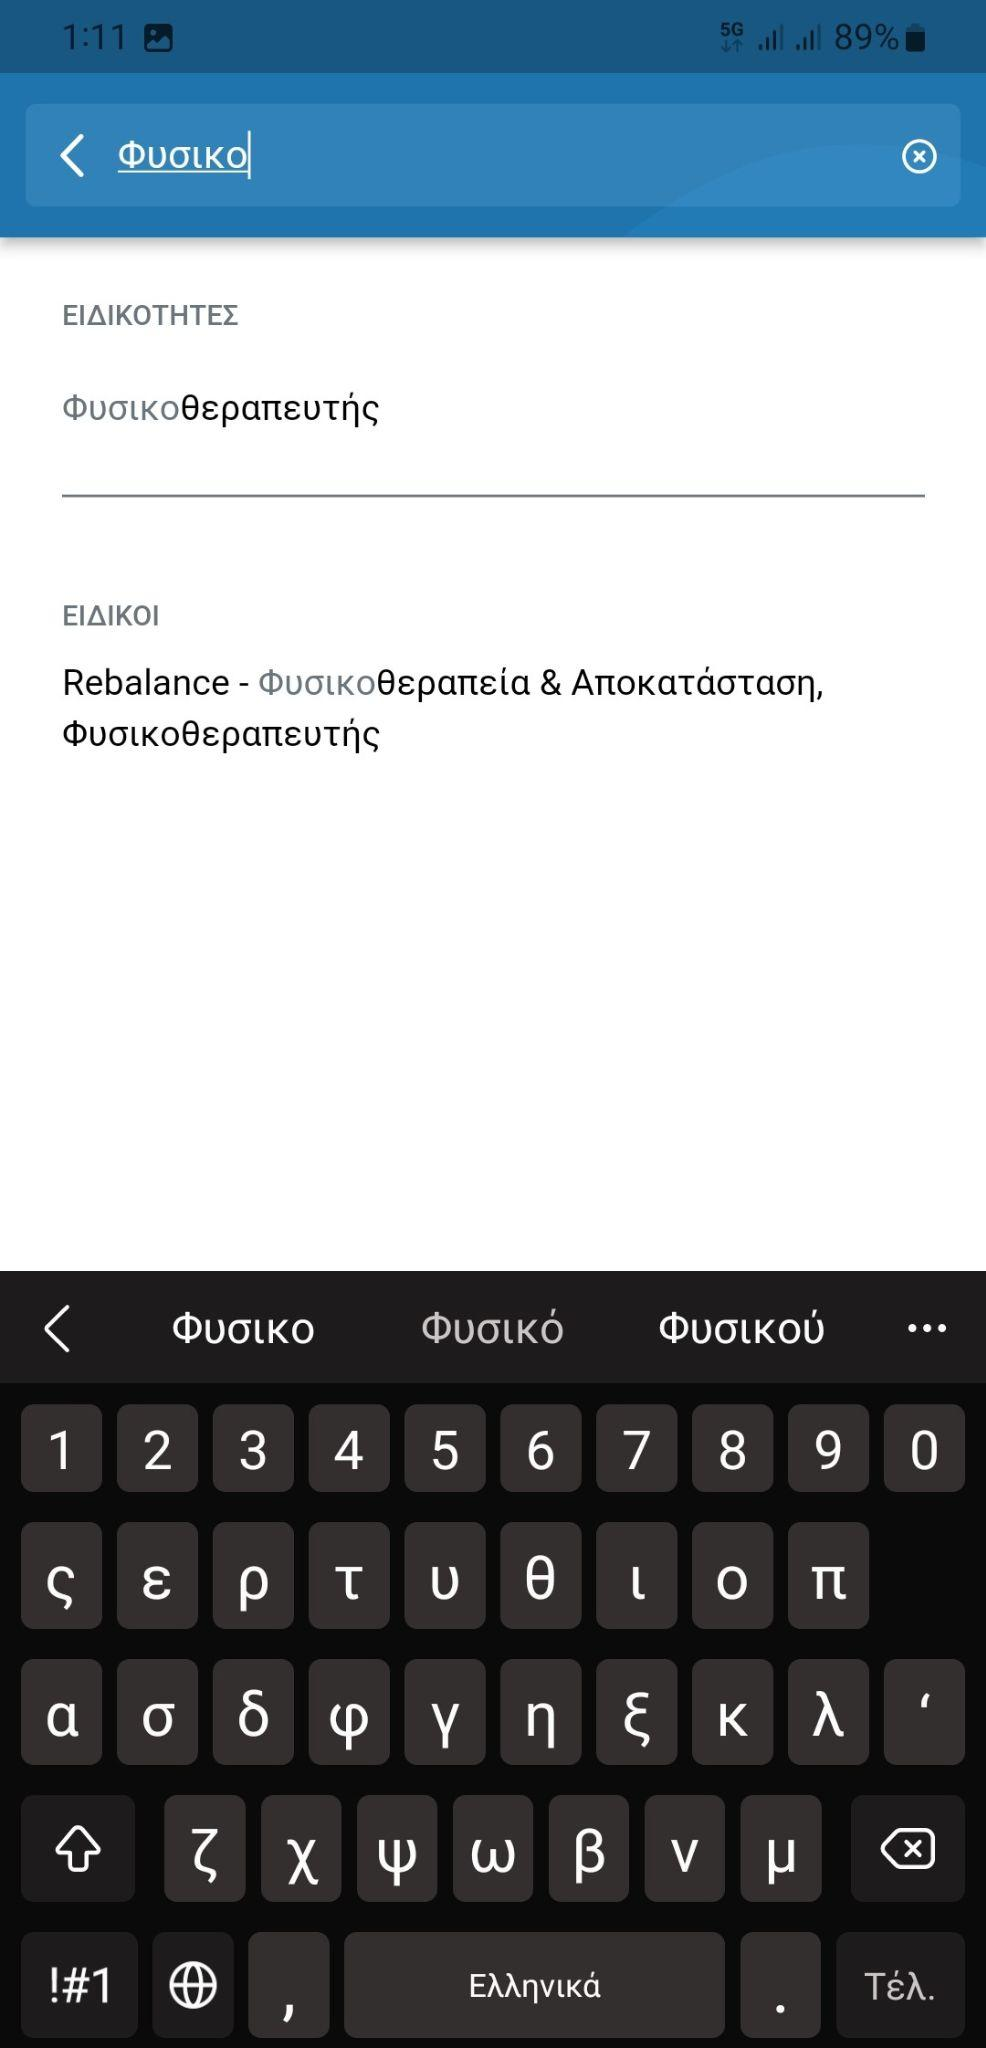 1:11 5G 89%
Φυσικο
ΕΙΔΙΚΟΤΗΤΕΣ
Φυσικοθεραπευτής
ΕΙΔΙΚΟΙ
Rebalance - Φυσικοθεραπεία & Αποκατάσταση,
Φυσικοθεραπευτής
Φυσικο Φυσικό Φυσικού ...
1 2 3 4 5 6 7 8 9 0
ς ε ρ τ υ θ ι ο π
α σ δ φ γ η ξ κ λ ‘
ζ χ ψ ω β ν μ
!#1 , Ελληνικά . Τέλ.